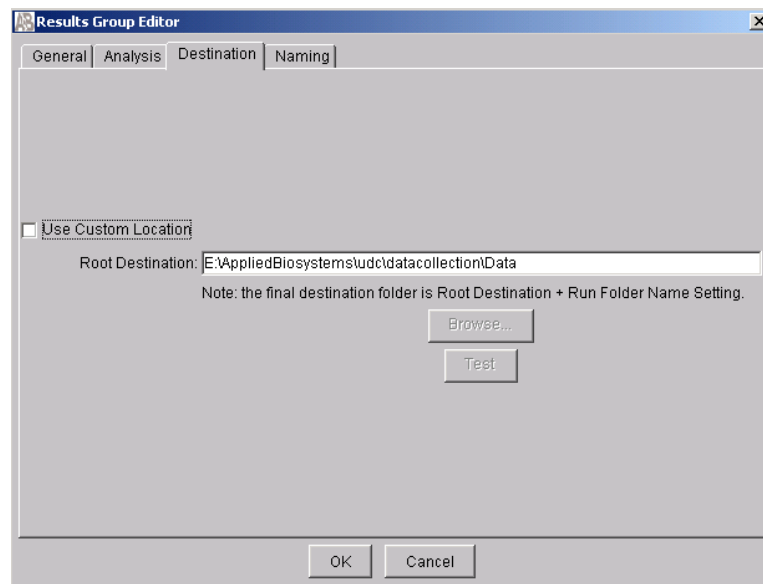 AB Results Group Editor
General Analysis Destination Naming
Use Custom Location
Root Destination: E:\AppliedBiosystems\udc\datacollection\Data
Note: the final destination folder is Root Destination + Run Folder Name Setting.
Browse...
Test
OK Cancel